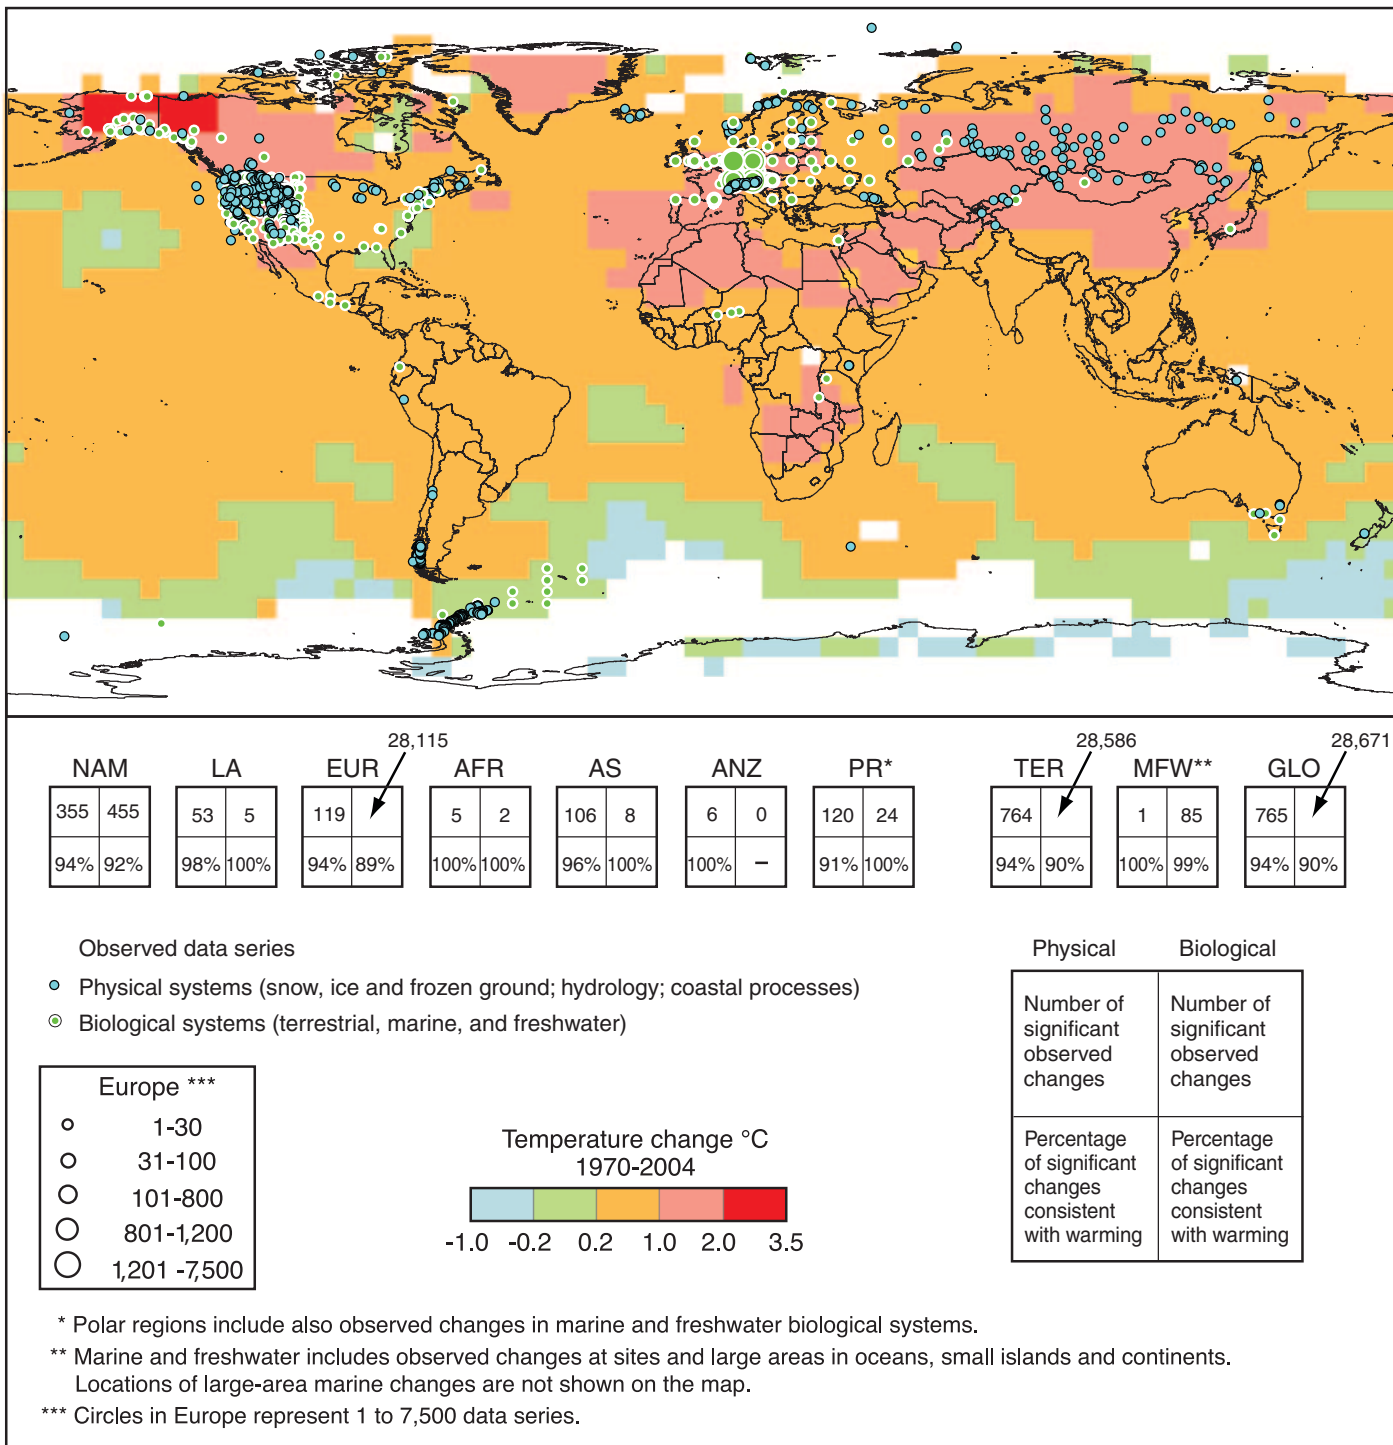 28,115 28,586 28,671
NAM LA EUR AFR AS ANZ PR* TER MFW** GLO
355 455 53 5 119 5 2 106 8 6 0 120 24 764 1 85 765
94% 92% 98% 100% 94% 89% 100% 100% 96% 100% 100% – 91% 100% 94% 90% 100% 99% 94% 90%
Observed data series
Physical systems (snow, ice and frozen ground; hydrology; coastal processes)
Biological systems (terrestrial, marine, and freshwater)
Europe ***
1-30
31-100
101-800
801-1,200
1,201 -7,500
Temperature change °C
1970-2004
-1.0 -0.2 0.2 1.0 2.0 3.5
Physical Biological
Number of
significant
observed
changes
Number of
significant
observed
changes
Percentage
of significant
changes
consistent
with warming
Percentage
of significant
changes
consistent
with warming
* Polar regions include also observed changes in marine and freshwater biological systems.
** Marine and freshwater includes observed changes at sites and large areas in oceans, small islands and continents.
Locations of large-area marine changes are not shown on the map.
*** Circles in Europe represent 1 to 7,500 data series.